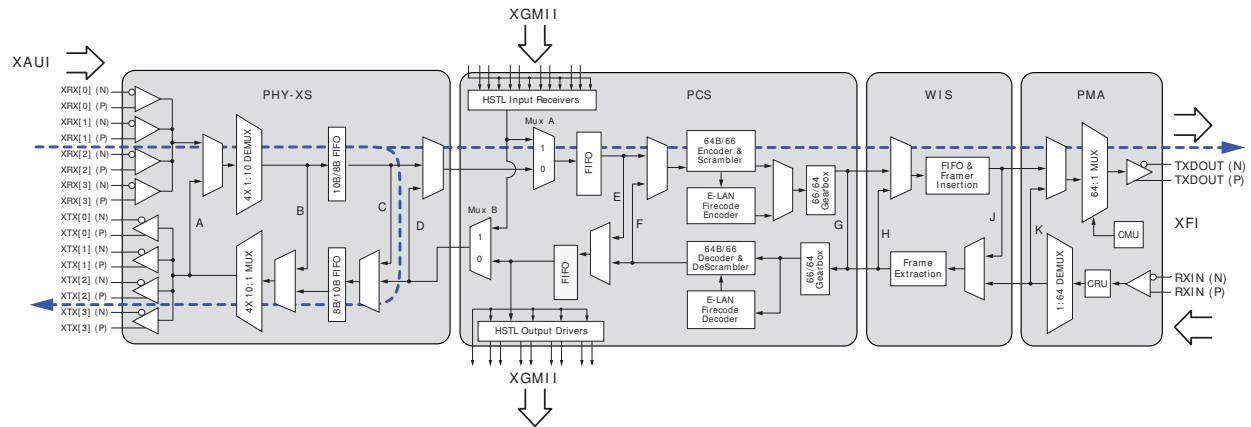 XGMII
XAUI
PHY-XS
PCS
WIS
PMA
XRX[0] (N)
XRX[0] (P)
XRX[1] (N)
XRX[1] (P)
XRX[2] (N)
XRX[2] (P)
XRX[3] (N)
XRX[3] (P)
XTX[0] (N)
XTX[0] (P)
XTX[1] (N)
XTX[1] (P)
XTX[2] (N)
XTX[2] (P)
XTX[3] (N)
XTX[3] (P)
4X 1:10 DEMUX
10B/8B FIFO
4X 10:1 MUX
8B/10B FIFO
A
B
C
D
HSTL Input Receivers
Mux A
1
0
FIFO
64B/66
Encoder &
Scrambler
E-LAN
Firecode
Encoder
66/64
Gearbox
E
F
G
Mux B
1
0
FIFO
64B/66
Decoder &
DeScrambler
E-LAN
Firecode
Decoder
66/64
Gearbox
HSTL Output Drivers
FIFO &
Framer
Insertion
H
J
Frame
Extraction
64:1 MUX
K
CMU
1:64 DEMUX
CRU
TXDOUT (N)
TXDOUT (P)
XFI
RXIN (N)
RXIN (P)
XGMII